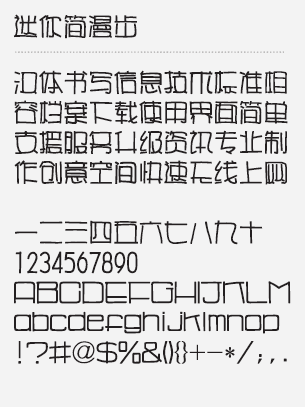 迷你简漫步
汉体书写信息技术标准相
容档案下载使用界面简单
支持服务升级资讯专业制
作创意空间快速在线上网
一二三四五六七八九十
1234567890
ABCDEFGHIJKLM
abcdefghijklmnop
!?#@$%&(){}+-*/;,.